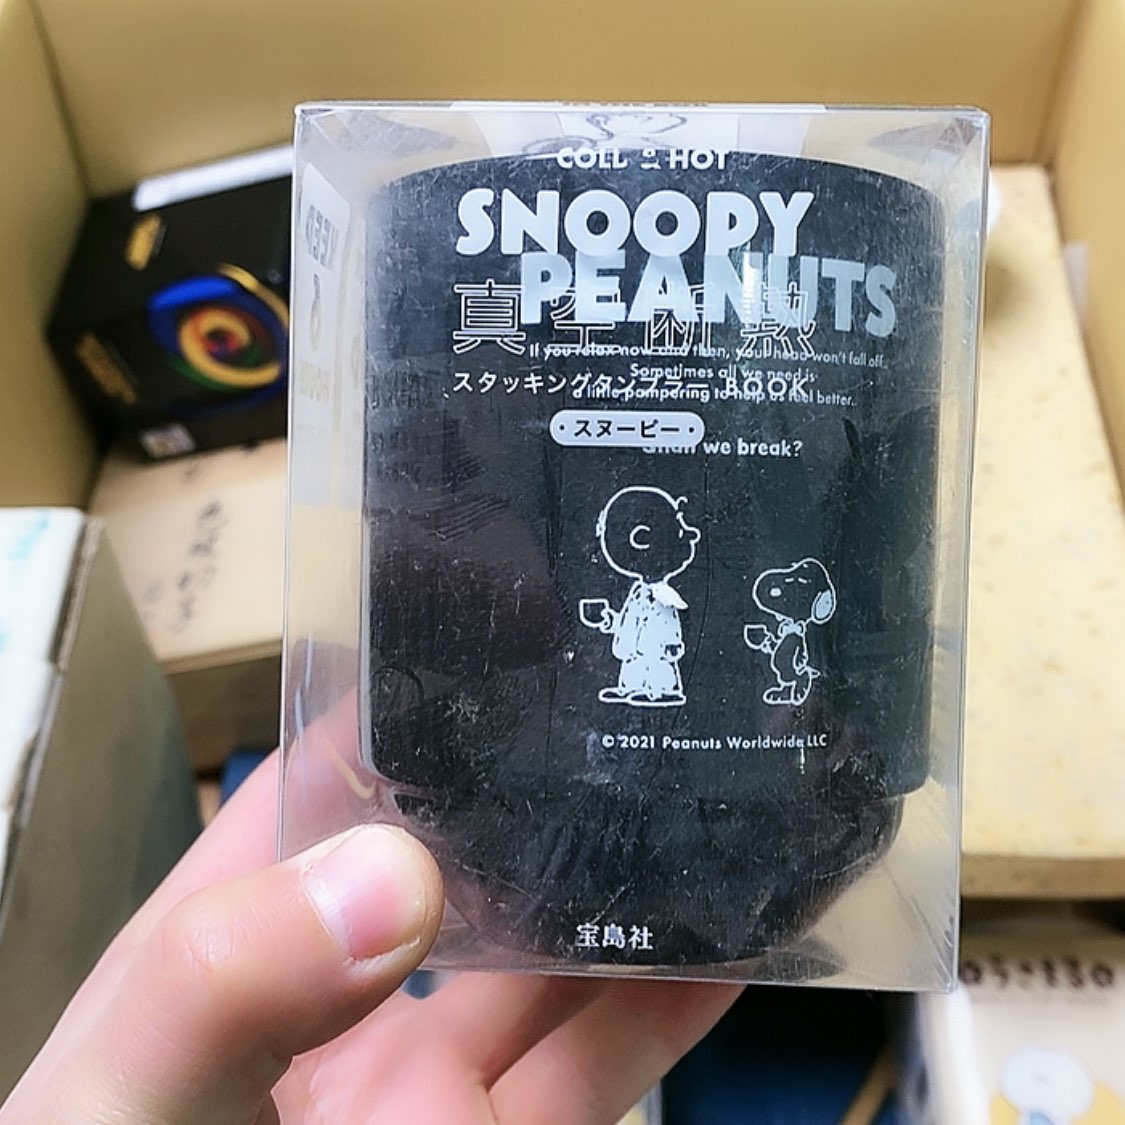 COLL or HOT
SNOOPY
PEANUTS
真空断熱
If you relax now and then, your head won't fall off.
Sometimes all we need is
スタッキングタンブラー BOOK
a little pampering to help us feel better.
・スヌーピー・
Shall we break?
C
© 2021 Peanuts Worldwide LLC
宝島社